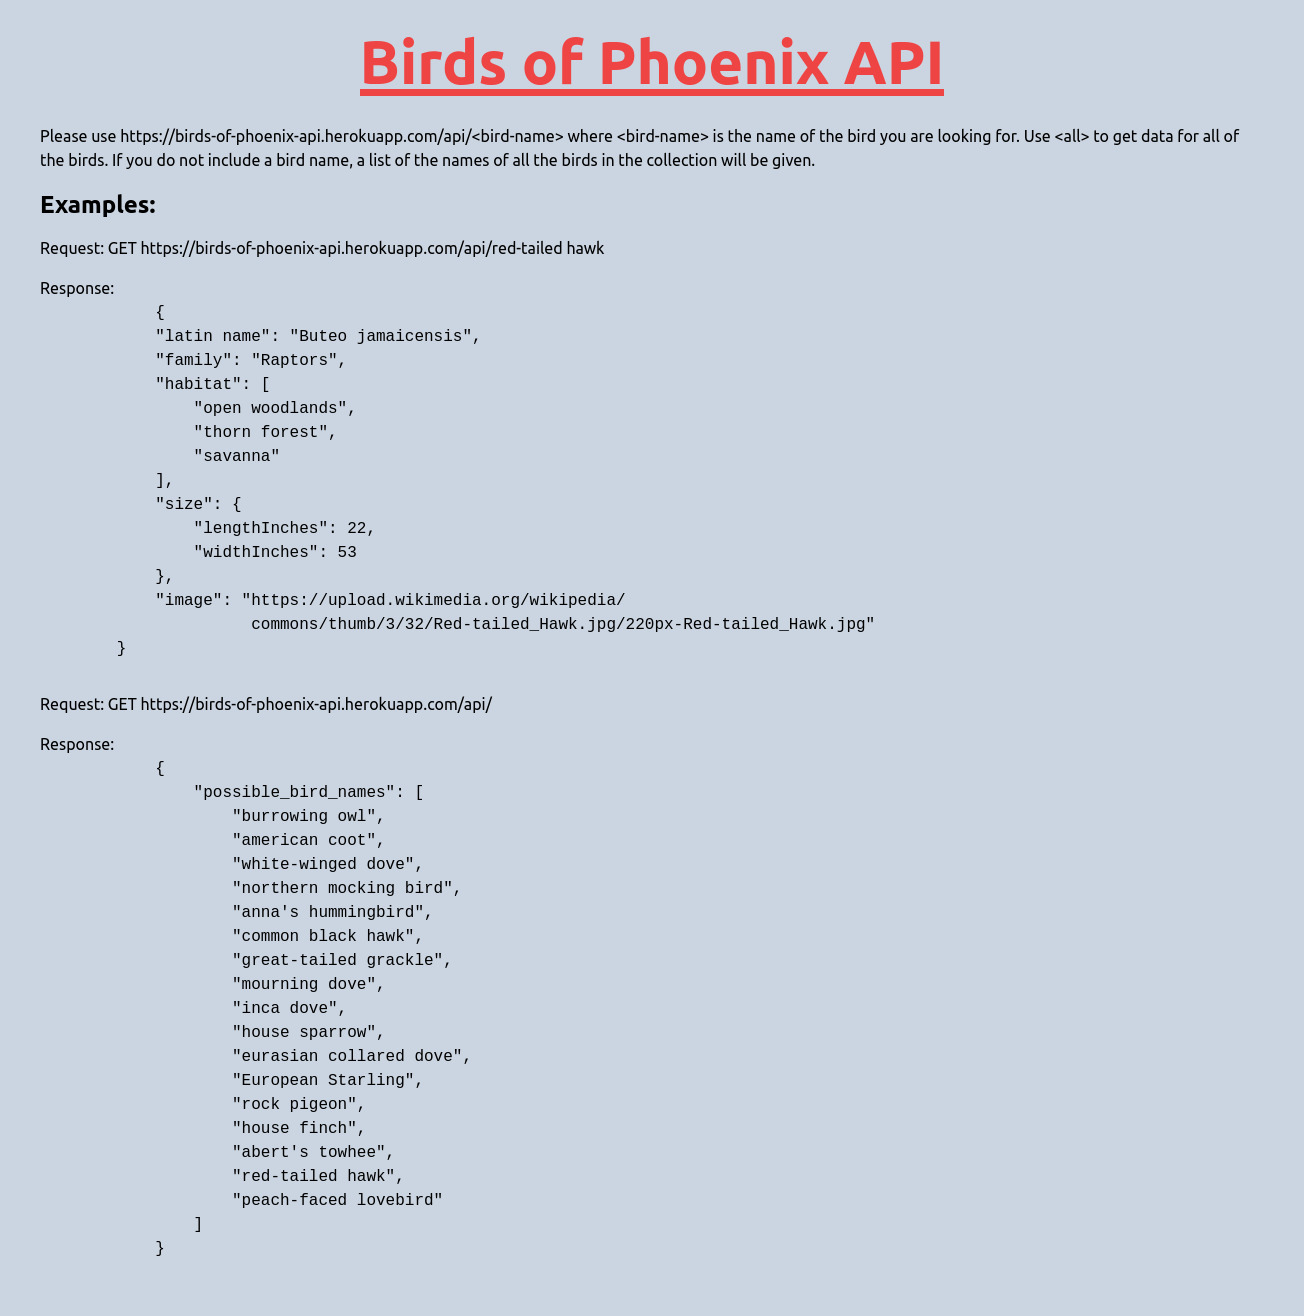 Birds of Phoenix API
Please use https://birds-of-phoenix-api.herokuapp.com/api/<bird-name> where <bird-name> is the name of the bird you are looking for. Use <all> to get data for all of
the birds. If you do not include a bird name, a list of the names of all the birds in the collection will be given.
Examples:
Request: GET https://birds-of-phoenix-api.herokuapp.com/api/red-tailed hawk
Response:
{
"latin name": "Buteo jamaicensis",
"family": "Raptors",
"habitat": [
"open woodlands",
"thorn forest",
"savanna"
],
"size": {
"lengthInches": 22,
"widthInches": 53
},
"image": "https://upload.wikimedia.org/wikipedia/
commons/thumb/3/32/Red-tailed_Hawk.jpg/220px-Red-tailed_Hawk.jpg"
}
Request: GET https://birds-of-phoenix-api.herokuapp.com/api/
Response:
{
"possible_bird_names": [
"burrowing owl",
"american coot",
"white-winged dove",
"northern mocking bird",
"anna's hummingbird",
"common black hawk",
"great-tailed grackle",
"mourning dove",
"inca dove",
"house sparrow",
"eurasian collared dove",
"European Starling",
"rock pigeon",
"house finch",
"abert's towhee",
"red-tailed hawk",
"peach-faced lovebird"
]
}